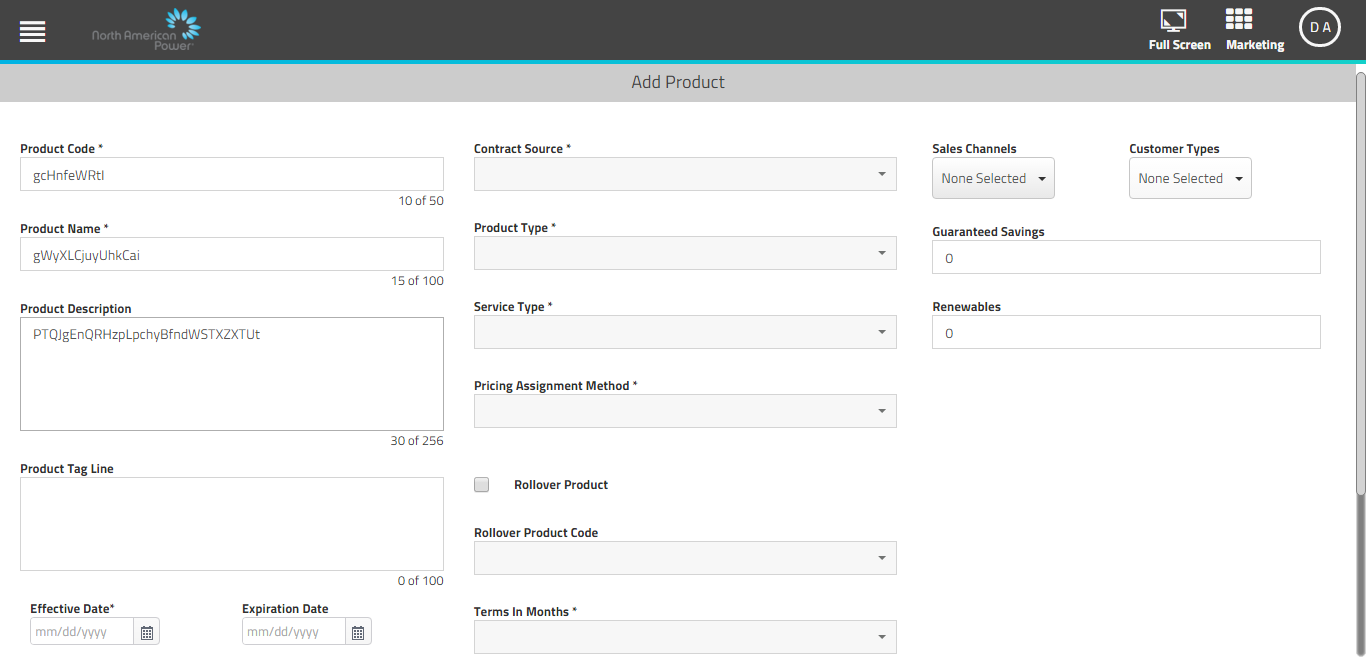 North American
Power
Full Screen
Marketing
D A
Add Product
Product Code *
gcHnfeWRtI
10 of 50
Product Name *
gWyXLCjuyUhkCai
15 of 100
Product Description
PTQJgEnQRHzpLpchyBfndWSTXZXTUt
30 of 256
Product Tag Line
0 of 100
Effective Date*
mm/dd/yyyy
Expiration Date
mm/dd/yyyy
Contract Source *
Product Type *
Service Type *
Pricing Assignment Method *
Rollover Product
Rollover Product Code
Terms In Months *
Sales Channels
None Selected
Customer Types
None Selected
Guaranteed Savings
0
Renewables
0